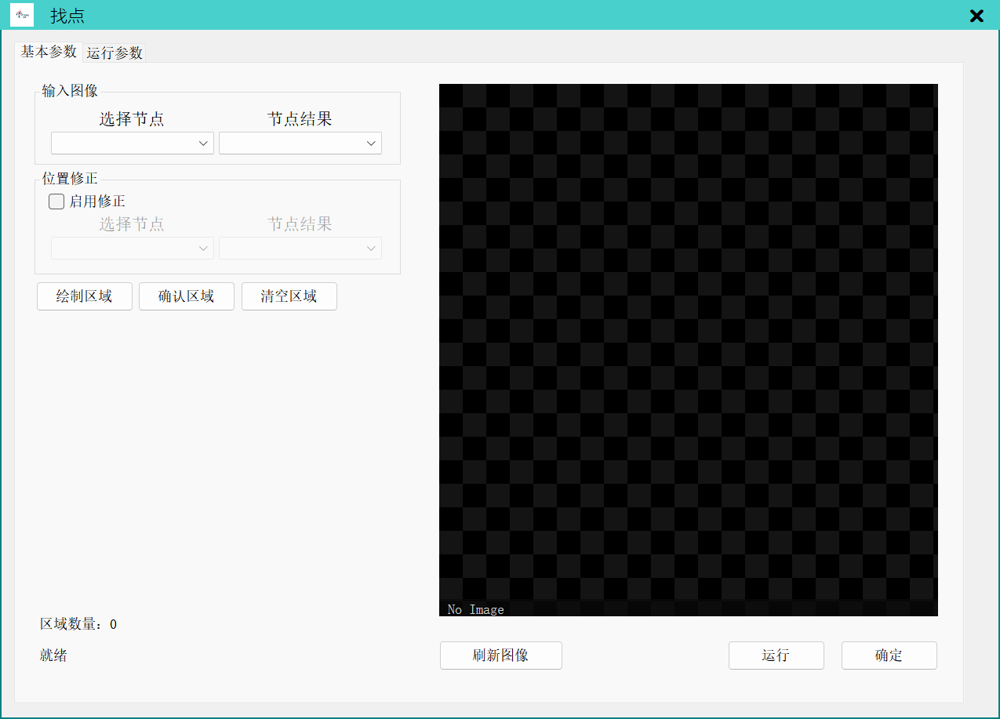 找点
基本参数 运行参数
输入图像
选择节点 节点结果
位置修正
启用修正
选择节点 节点结果
绘制区域 确认区域 清空区域
No Image
区域数量：0
就绪
刷新图像 运行 确定